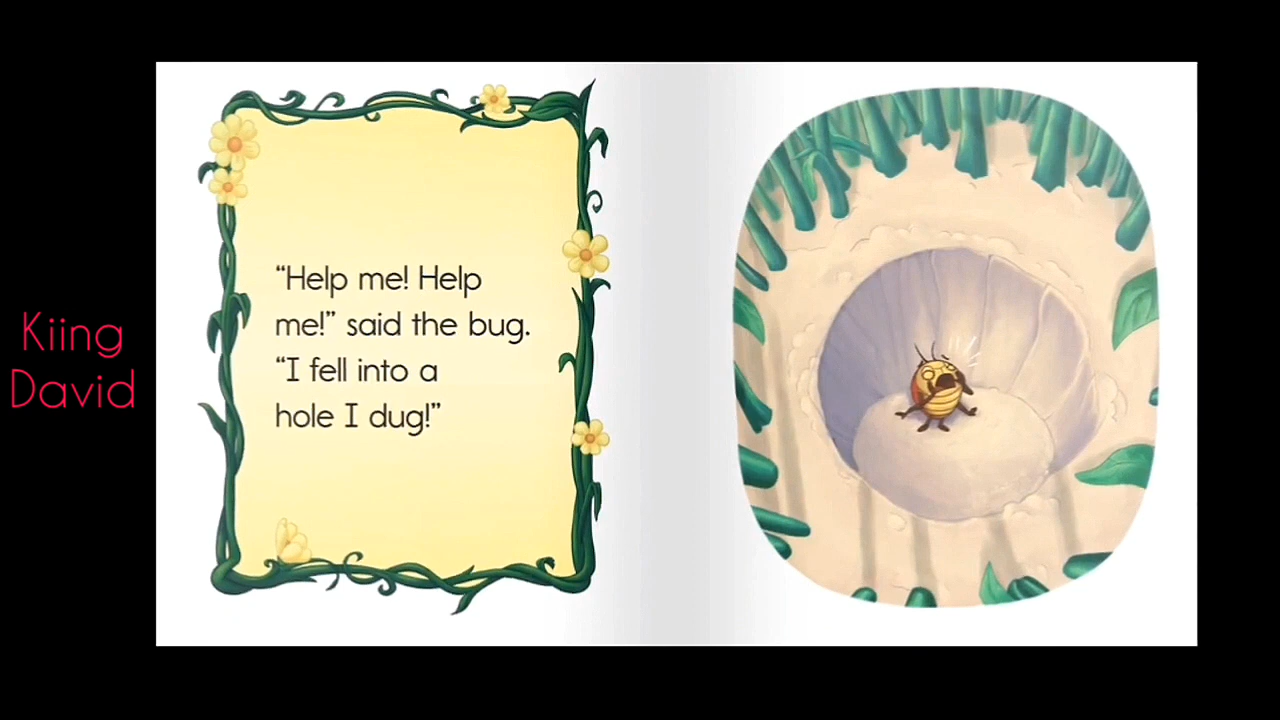 Kiing
David
“Help me! Help
me!” said the bug.
“I fell into a
hole I dug!”